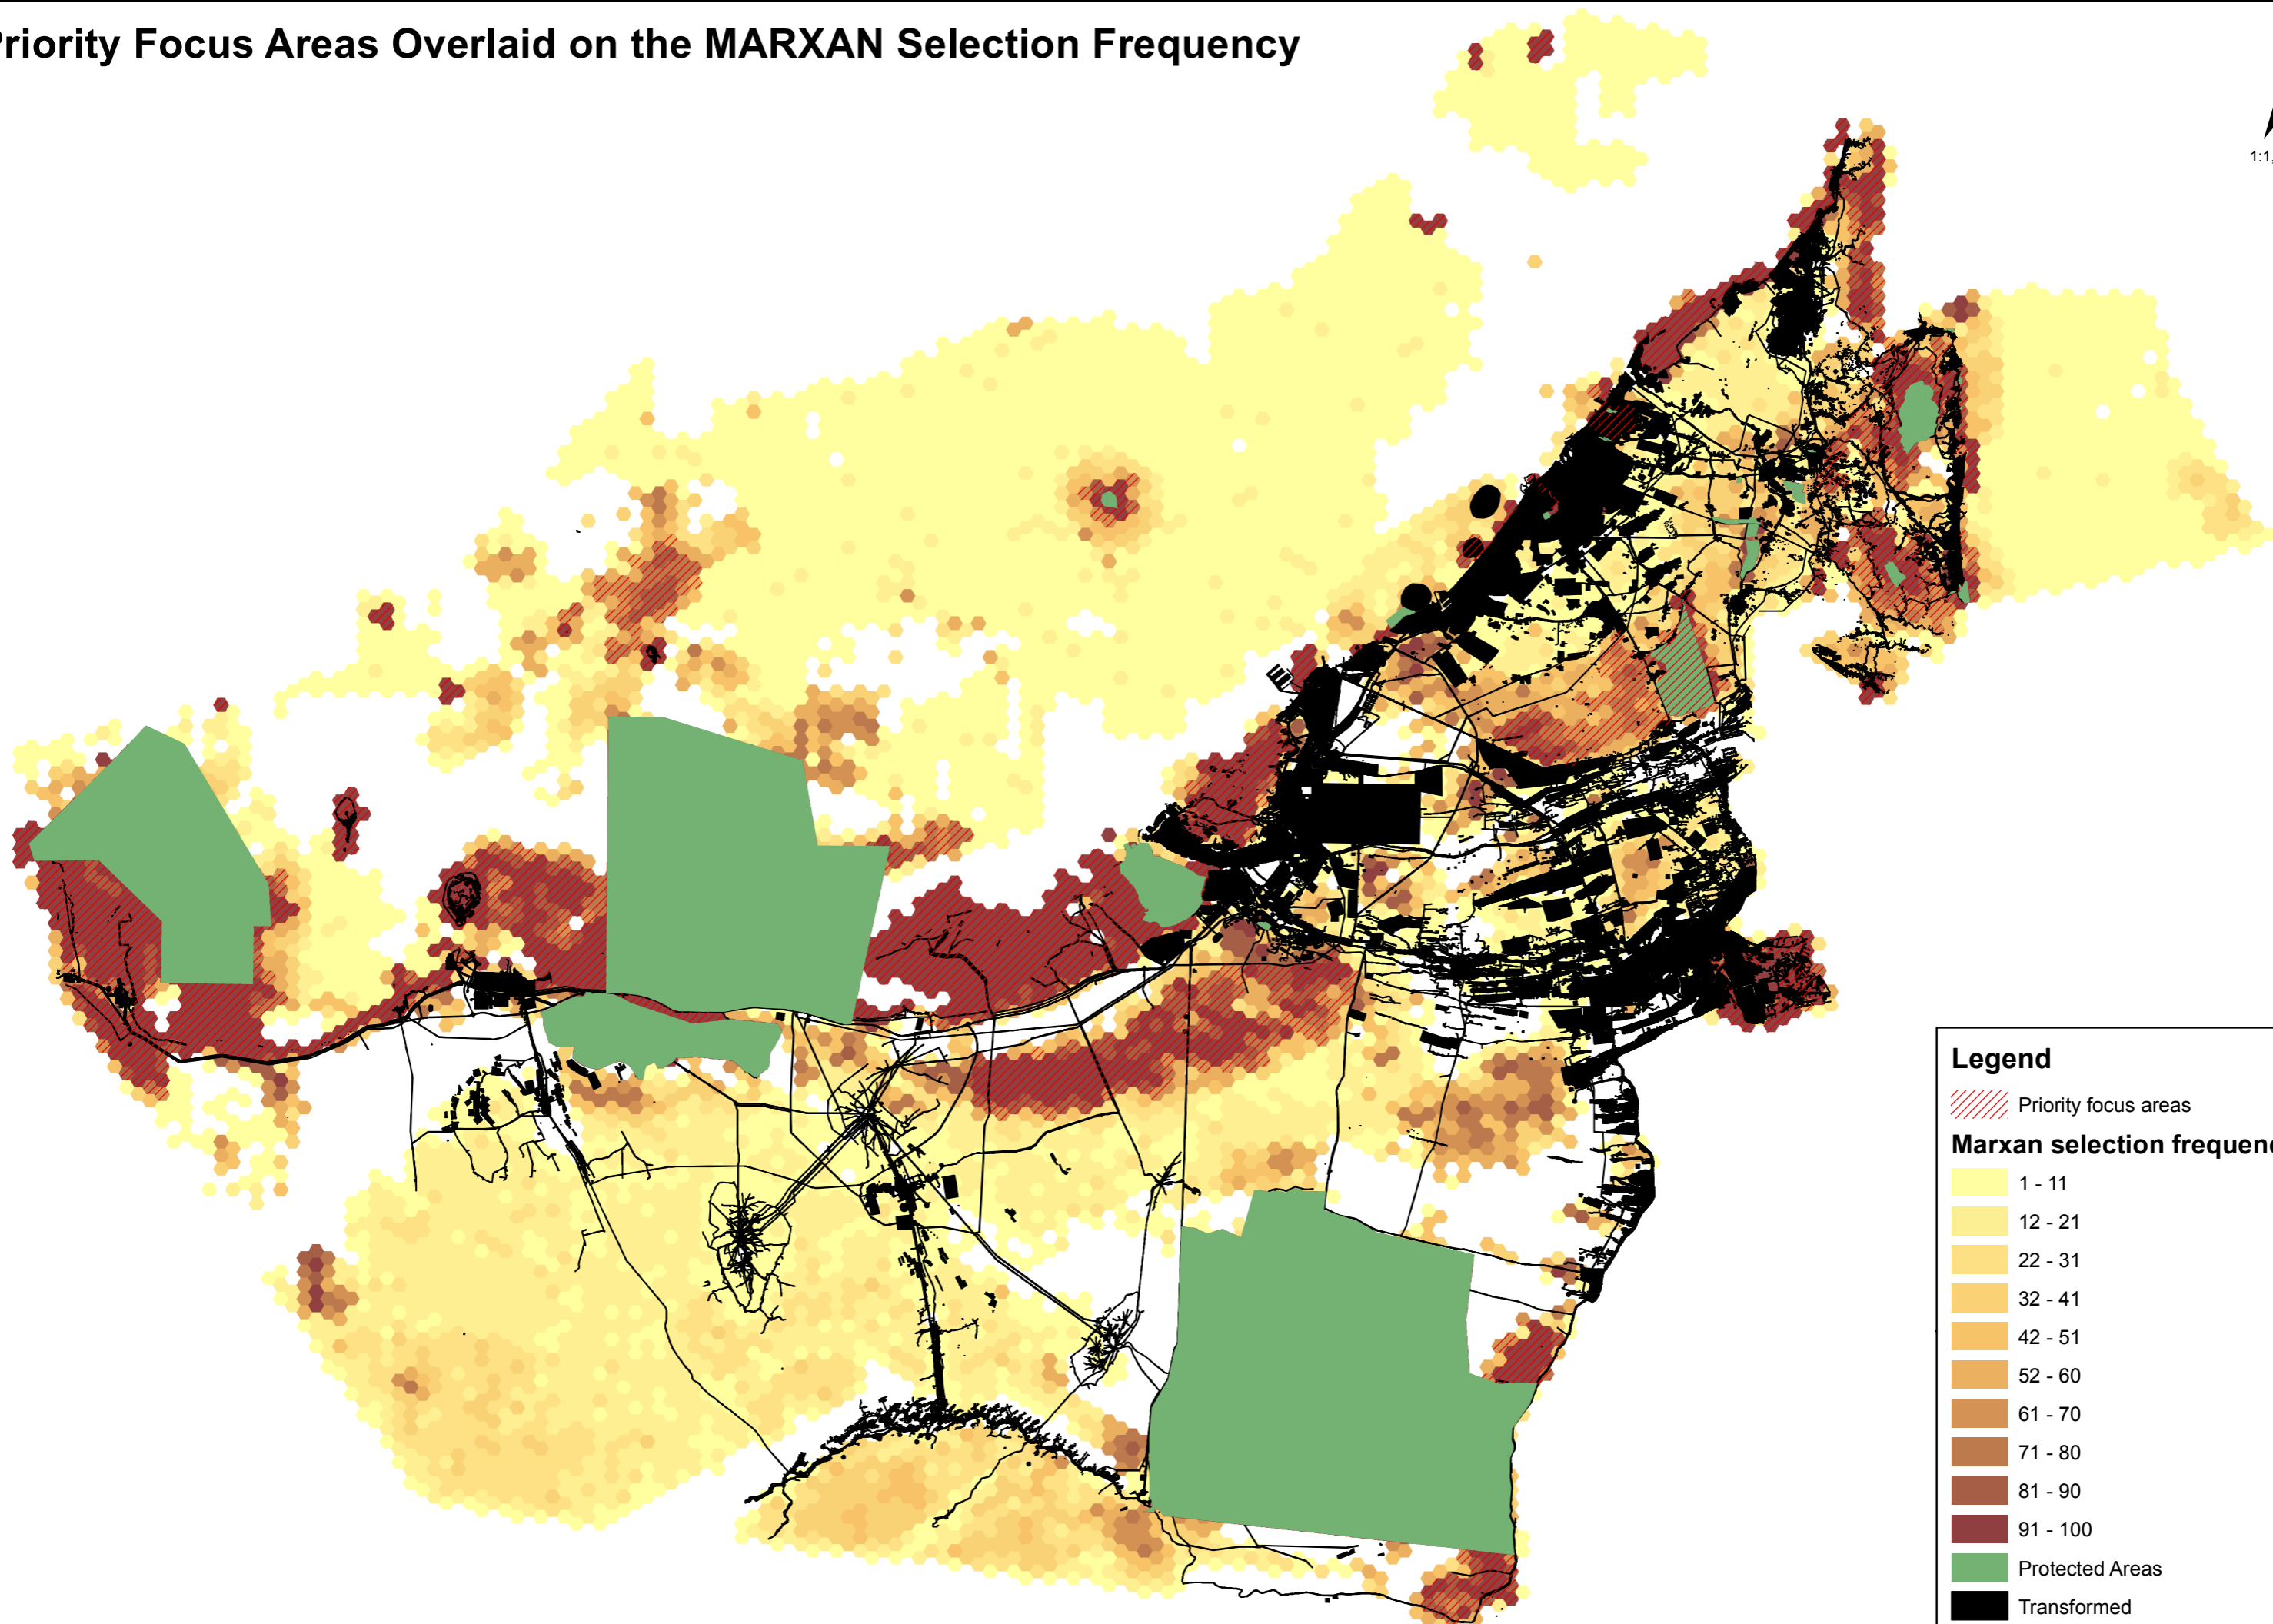 Priority Focus Areas Overlaid on the MARXAN Selection Frequency
1:1,
Legend
Priority focus areas
Marxan selection frequen
1 - 11
12 - 21
22 - 31
32 - 41
42 - 51
52 - 60
61 - 70
71 - 80
81 - 90
91 - 100
Protected Areas
Transformed